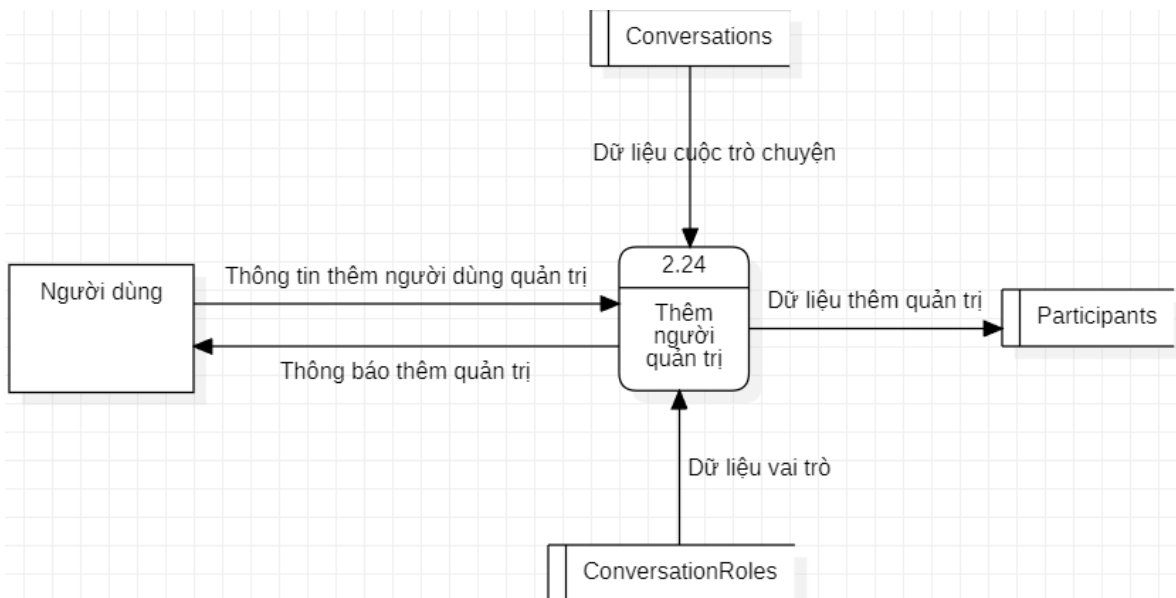 Conversations
Dữ liệu cuộc trò chuyện
Người dùng
Thông tin thêm người dùng quản trị
Thông báo thêm quản trị
2.24
Thêm
người
quản trị
Dữ liệu thêm quản trị
Participants
Dữ liệu vai trò
ConversationRoles